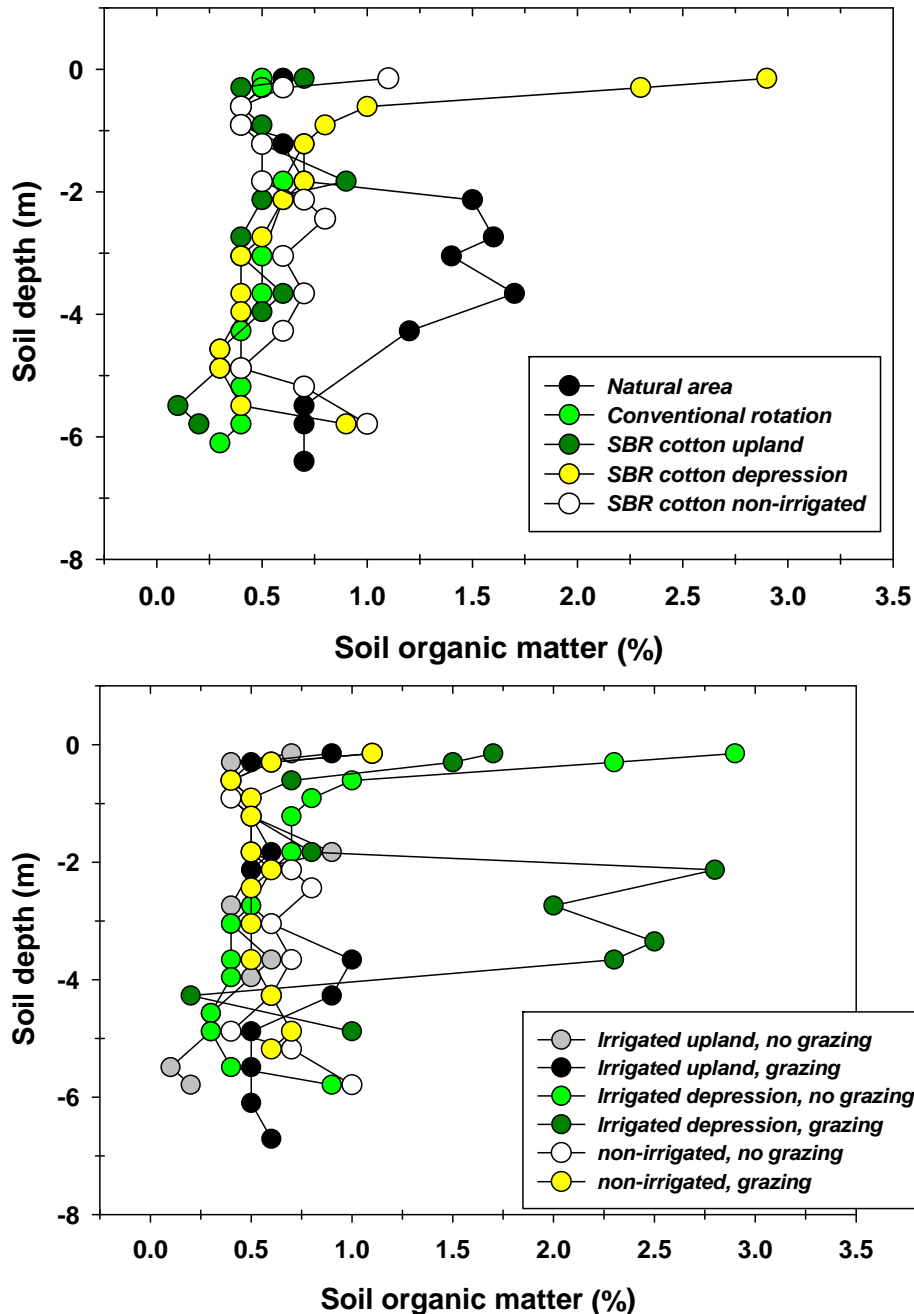 0
-2
-4
-6
-8
Soil depth (m)
0.0 0.5 1.0 1.5 2.0 2.5 3.0 3.5
Soil organic matter (%)
Natural area
Conventional rotation
SBR cotton upland
SBR cotton depression
SBR cotton non-irrigated
0
-2
-4
-6
-8
Soil depth (m)
0.0 0.5 1.0 1.5 2.0 2.5 3.0 3.5
Soil organic matter (%)
Irrigated upland, no grazing
Irrigated upland, grazing
Irrigated depression, no grazing
Irrigated depression, grazing
non-irrigated, no grazing
non-irrigated, grazing